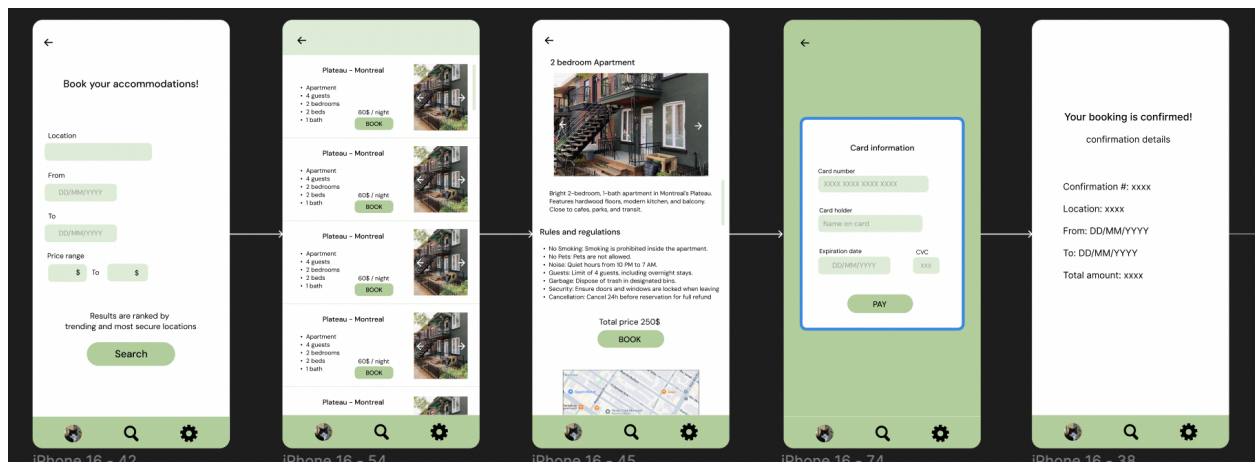 Book your accommodations!
Location
From
DD/MM/YYYY
To
DD/MM/YYYY
Price range
$ To $
Results are ranked by
trending and most secure locations
Search
iPhone 16 - 42
Plateau - Montreal
• Apartment
• 4 guests
• 2 bedrooms
• 2 beds
• 1 bath
60$ / night
BOOK
Plateau - Montreal
• Apartment
• 4 guests
• 2 bedrooms
• 2 beds
• 1 bath
60$ / night
BOOK
Plateau - Montreal
• Apartment
• 4 guests
• 2 bedrooms
• 2 beds
• 1 bath
60$ / night
BOOK
Plateau - Montreal
• Apartment
• 4 guests
• 2 bedrooms
• 2 beds
• 1 bath
60$ / night
BOOK
Plateau - Montreal
iPhone 16 - 54
2 bedroom Apartment
Bright 2-bedroom, 1-bath apartment in Montreal's Plateau.
Features hardwood floors, modern kitchen, and balcony.
Close to cafes, parks, and transit.
Rules and regulations
• No Smoking: Smoking is prohibited inside the apartment.
• No Pets: Pets are not allowed.
• Noise: Quiet hours from 10 PM to 7 AM.
• Guests: Limit of 4 guests, including overnight stays.
• Garbage: Dispose of trash in designated bins.
• Security: Ensure doors and windows are locked when leaving
• Cancellation: Cancel 24h before reservation for full refund
Total price 250$
BOOK
iPhone 16 - 45
Card information
Card number
XXXX XXXX XXXX XXXX
Card holder
Name on card
Expiration date
DD/MM/YYYY
CVC
XXX
PAY
iPhone 16 - 74
Your booking is confirmed!
confirmation details
Confirmation #: xxxx
Location: xxxx
From: DD/MM/YYYY
To: DD/MM/YYYY
Total amount: xxxx
iPhone 16 - 38